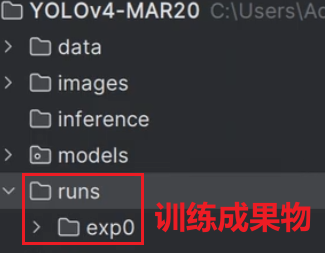 YOLOv4-MAR20 C:\Users\Ac
data
images
inference
models
runs
exp0 训练成果物